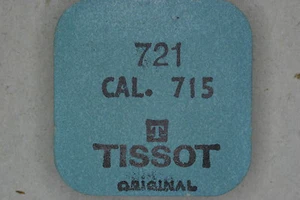 721
CAL. 715
T
TISSOT
ORIGINAL